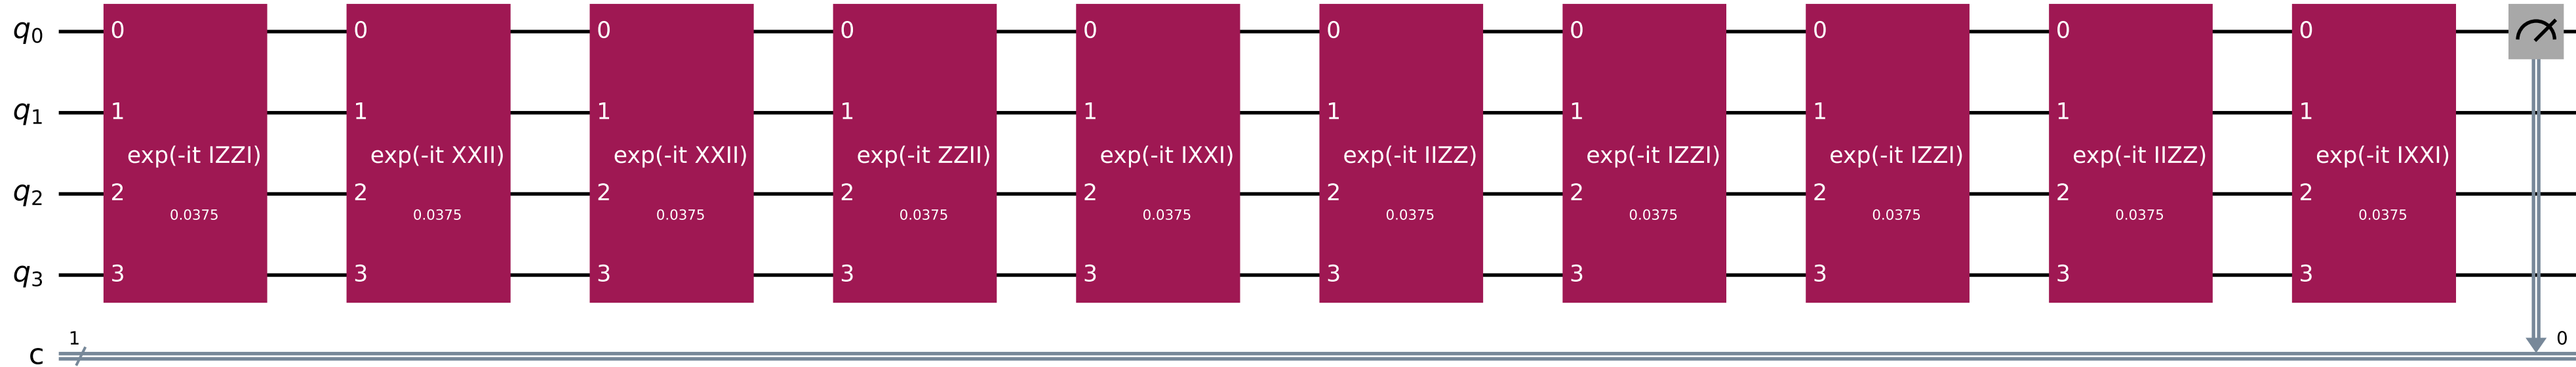 q0 0 0 0 0 0 0 0 0 0 0
q1 1 1 1 1 1 1 1 1 1 1
exp(-it IZZI) exp(-it XXII) exp(-it XXII) exp(-it ZZII) exp(-it IXXI) exp(-it IIZZ) exp(-it IZZI) exp(-it IZZI) exp(-it IIZZ) exp(-it IXXI)
q2 2 2 2 2 2 2 2 2 2 2
0.0375 0.0375 0.0375 0.0375 0.0375 0.0375 0.0375 0.0375 0.0375 0.0375
q3 3 3 3 3 3 3 3 3 3 3
1 0
c